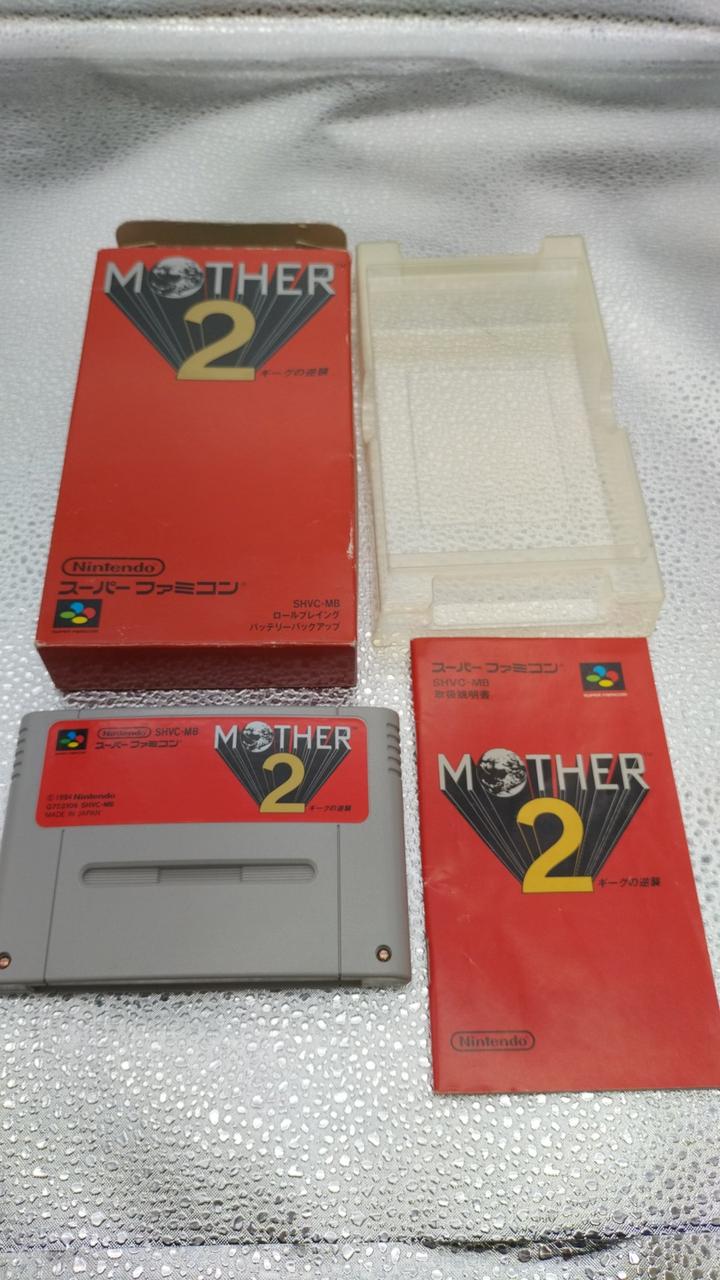 MOTHER
2
ギーグの逆襲
Nintendo
スーパーファミコン
SHVC-MB
ロールプレイング
バッテリーバックアップ
SUPER FAMICOM
Nintendo SHVC-MB
スーパーファミコン
MOTHER
2
ギーグの逆襲
© 1994 Nintendo
SHVC-MB
MADE IN JAPAN
スーパーファミコン
SHVC-MB
取扱説明書
SUPER FAMICOM
MOTHER
2
ギーグの逆襲
Nintendo